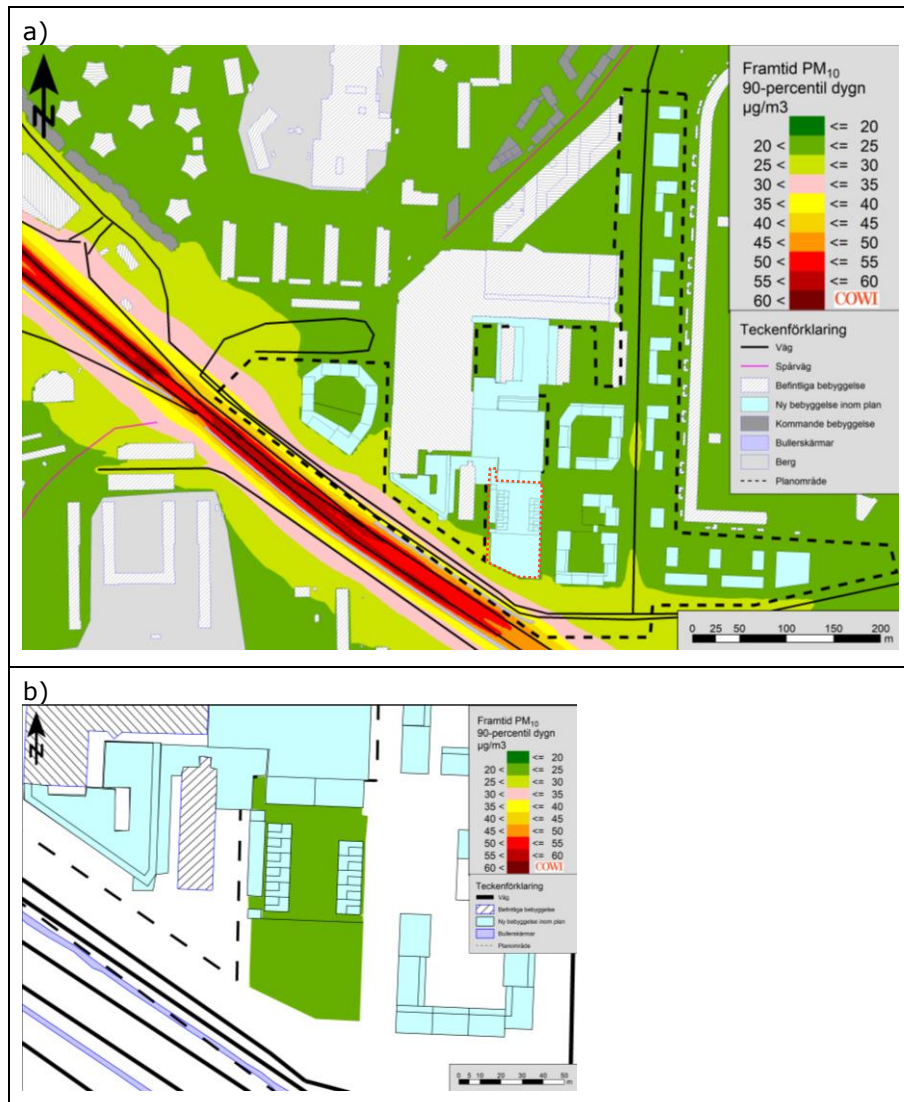 a)
N
Framtid PM10
90-percentil dygn
µg/m3
<= 20
20 < <= 25
25 < <= 30
30 < <= 35
35 < <= 40
40 < <= 45
45 < <= 50
50 < <= 55
55 < <= 60
60 < COWI
Teckenförklaring
Väg
Spårväg
Befintliga bebyggelse
Ny bebyggelse inom plan
Kommande bebyggelse
Bullerskärmar
Berg
Planområde
0 25 50 100 150 200
m
b)
N
Framtid PM10
90-percentil dygn
µg/m3
<= 20
20 < <= 25
25 < <= 30
30 < <= 35
35 < <= 40
40 < <= 45
45 < <= 50
50 < <= 55
55 < <= 60
60 < COWI
Teckenförklaring
Väg
Befintliga bebyggelse
Ny bebyggelse inom plan
Bullerskärmar
Planområde
0 5 10 20 30 40 50
m